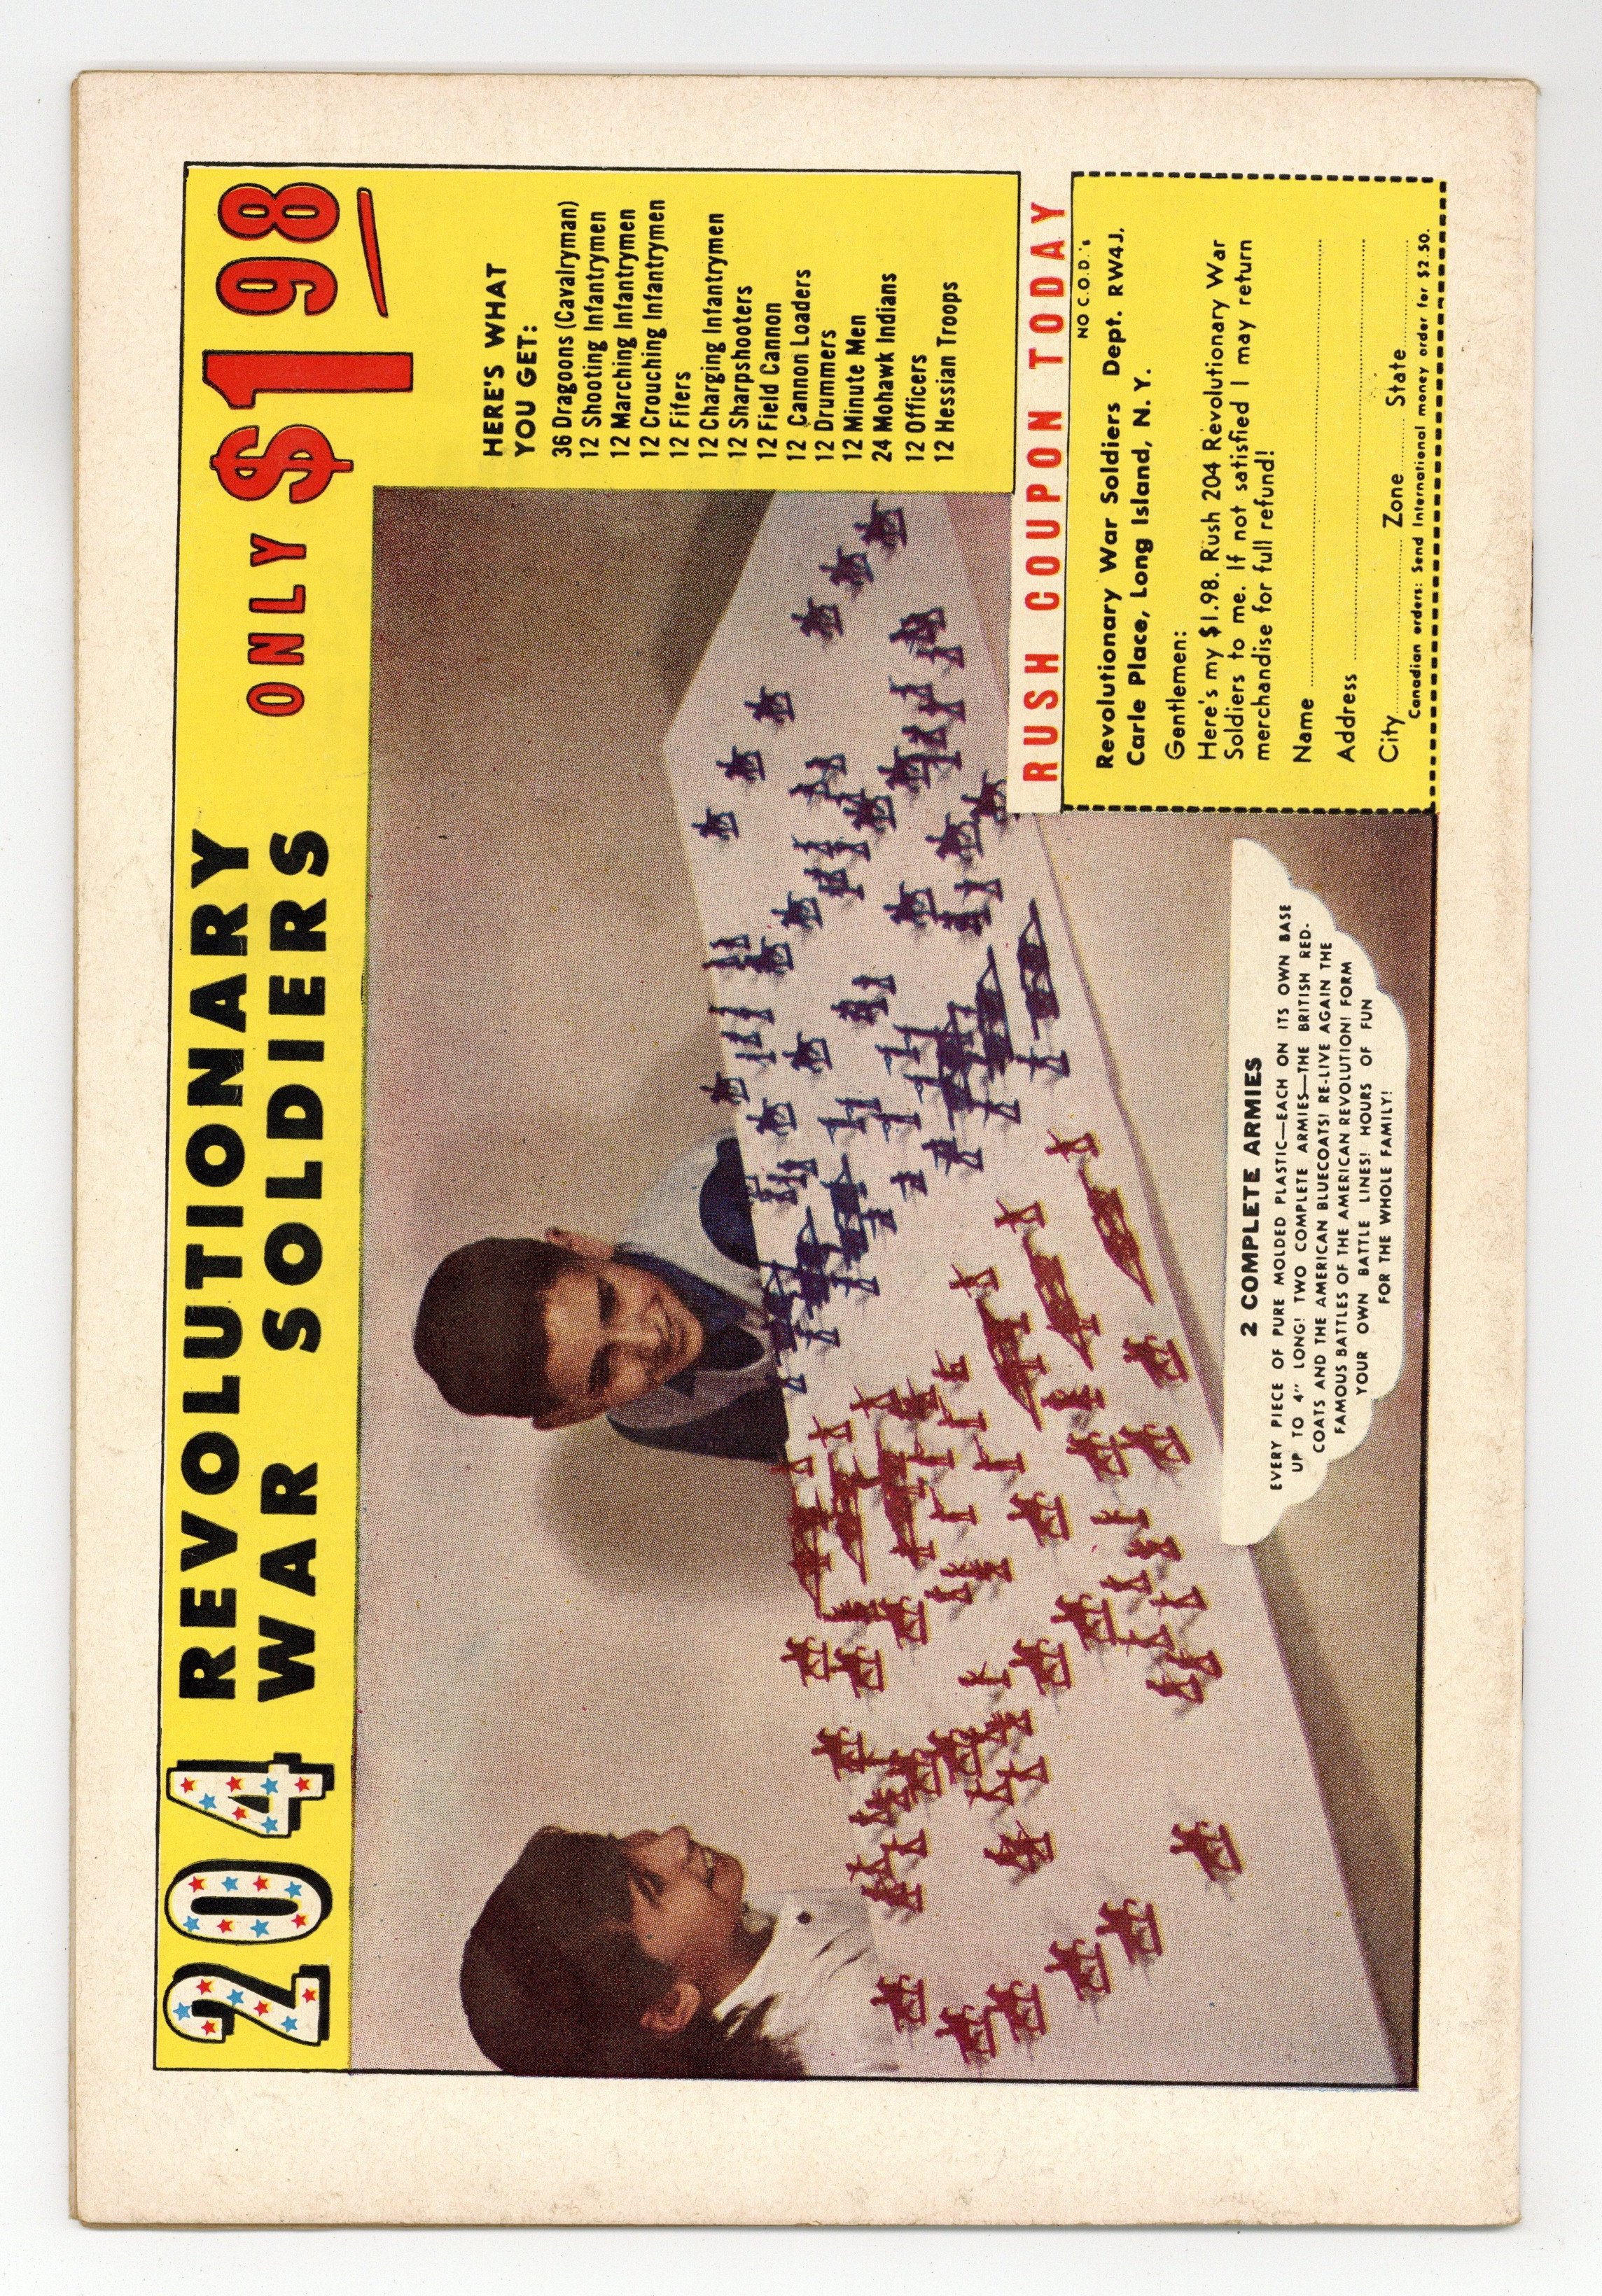 204 REVOLUTIONARY
WAR SOLDIERS
ONLY $1 98
HERE'S WHAT
YOU GET:
36 Dragoons (Cavalryman)
12 Shooting Infantrymen
12 Marching Infantrymen
12 Crouching Infantrymen
12 Fifers
12 Charging Infantrymen
12 Sharpshooters
12 Field Cannon
12 Cannon Loaders
12 Drummers
12 Minute Men
24 Mohawk Indians
12 Officers
12 Hessian Troops
RUSH COUPON TODAY
NO C.O.D.'s
Revolutionary War Soldiers Dept. RW4J,
Carle Place, Long Island, N. Y.
Gentlemen:
Here's my $1.98. Rush 204 Revolutionary War
Soldiers to me. If not satisfied I may return
merchandise for full refund!
Name
Address
City Zone State
Canadian orders: Send International money order for $2.50.
2 COMPLETE ARMIES
EVERY PIECE OF PURE MOLDED PLASTIC—EACH ON ITS OWN BASE
UP TO 4" LONG! TWO COMPLETE ARMIES—THE BRITISH RED-
COATS AND THE AMERICAN BLUECOATS! RE-LIVE AGAIN THE
FAMOUS BATTLES OF THE AMERICAN REVOLUTION! FORM
YOUR OWN BATTLE LINES! HOURS OF FUN
FOR THE WHOLE FAMILY!